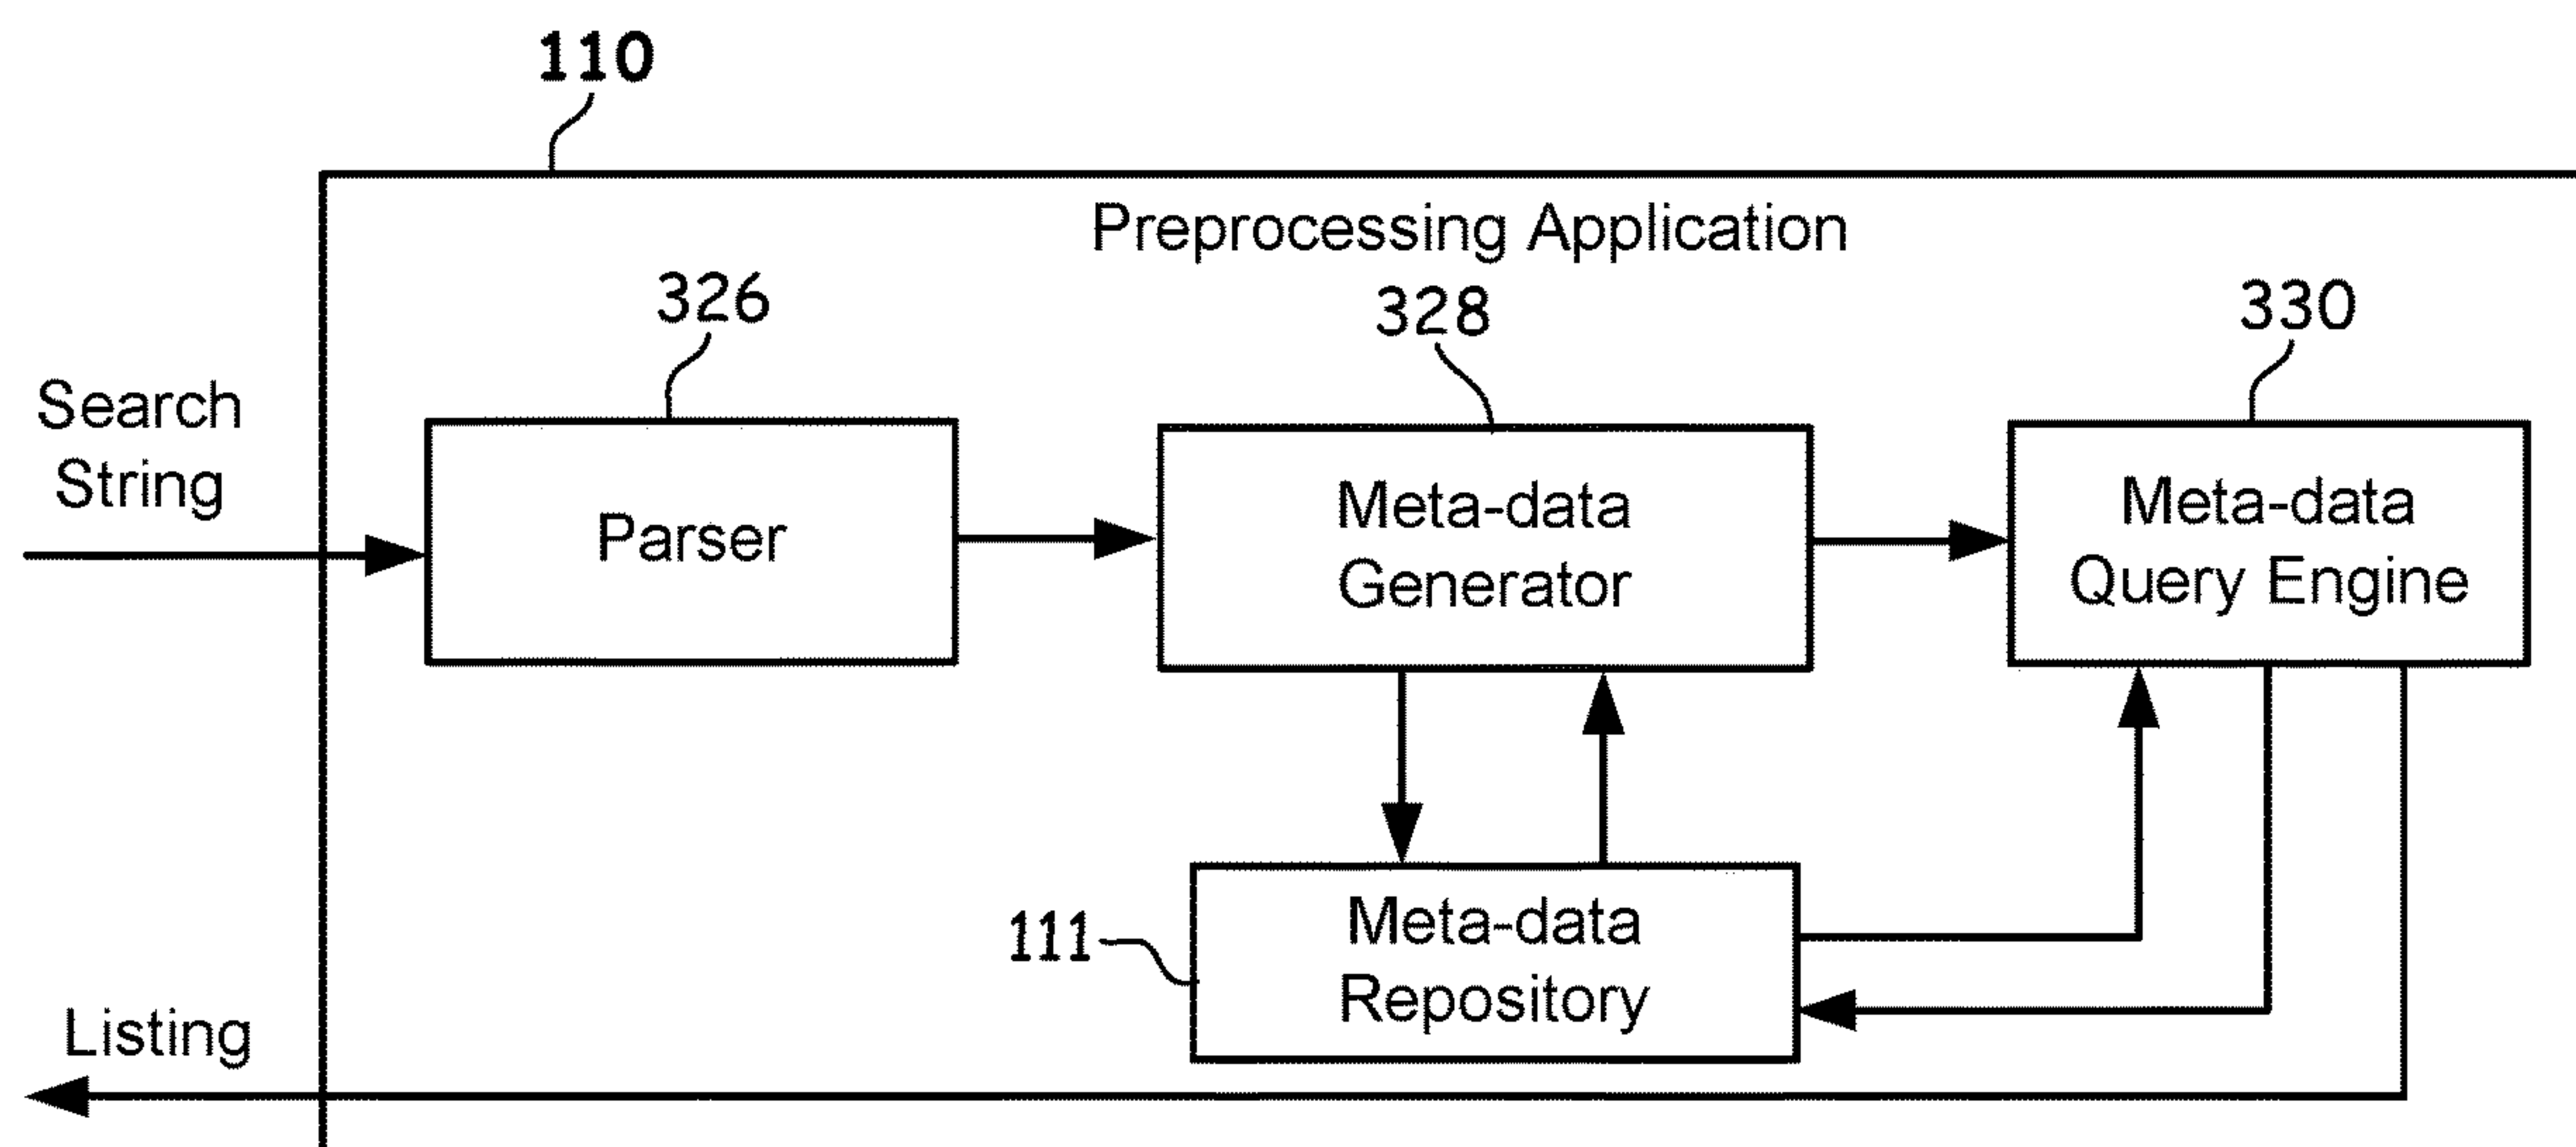 110
Preprocessing Application
326
328
330
Search
String
Parser
Meta-data
Generator
Meta-data
Query Engine
111
Meta-data
Repository
Listing